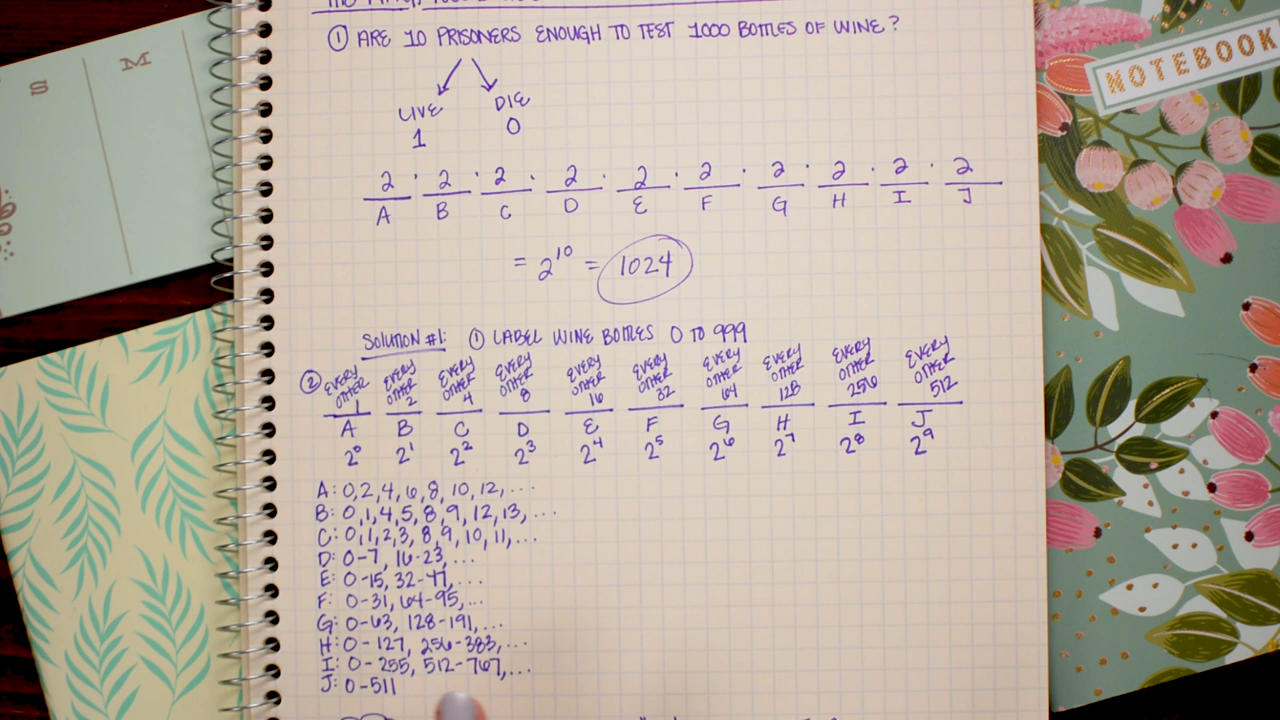 ① ARE 10 PRISONERS ENOUGH TO TEST 1000 BOTTLES OF WINE?
LIVE DIE
1 0
2 · 2 · 2 · 2 · 2 · 2 · 2 · 2 · 2 · 2
A B C D E F G H I J
= 2^10 = 1024
SOLUTION #1: ① LABEL WINE BOTTLES 0 TO 999
② EVERY OTHER 1 EVERY OTHER 2 EVERY OTHER 4 EVERY OTHER 8 EVERY OTHER 16 EVERY OTHER 32 EVERY OTHER 64 EVERY OTHER 128 EVERY OTHER 256 EVERY OTHER 512
A B C D E F G H I J
2^0 2^1 2^2 2^3 2^4 2^5 2^6 2^7 2^8 2^9
A: 0,2,4,6,8,10,12,...
B: 0,1,4,5,8,9,12,13,...
C: 0,1,2,3,8,9,10,11,...
D: 0-7, 16-23,...
E: 0-15, 32-47,...
F: 0-31, 64-95,...
G: 0-63, 128-191,...
H: 0-127, 256-383,...
I: 0-255, 512-767,...
J: 0-511
S M
NOTEBOOK